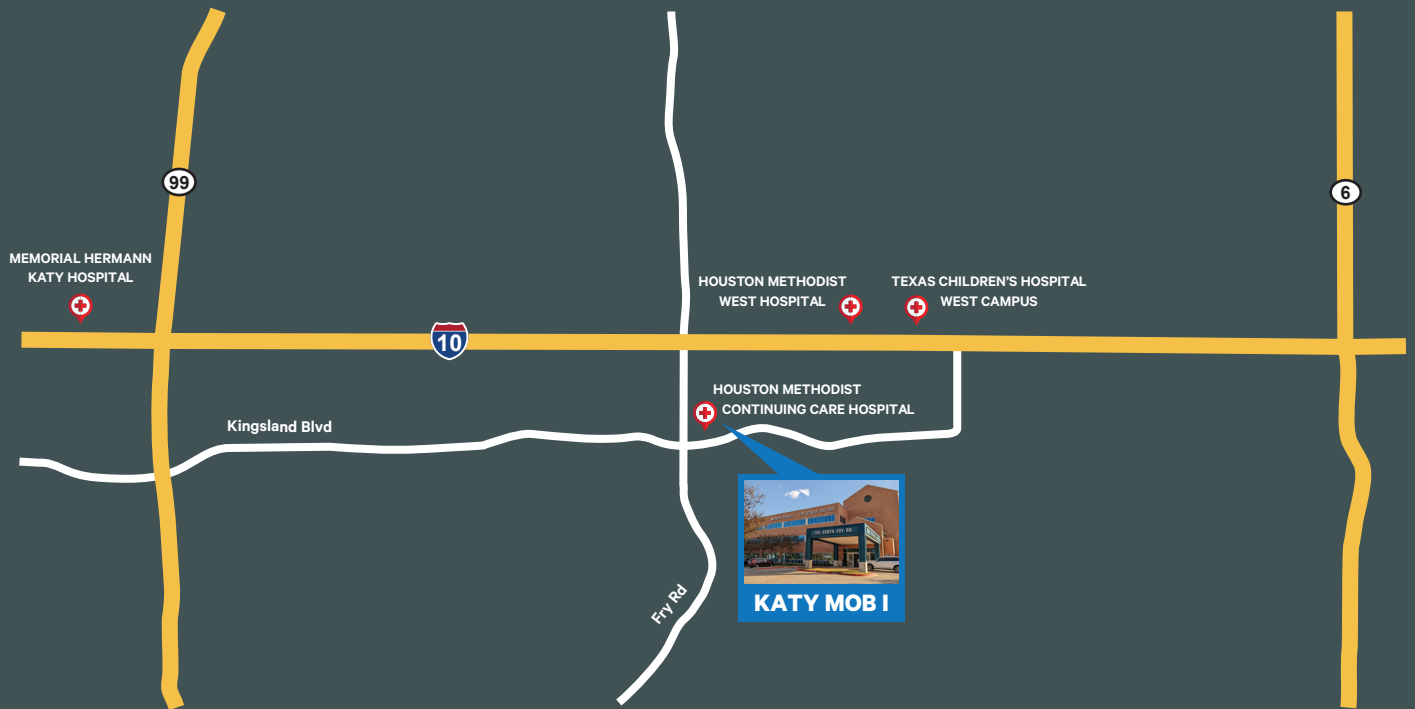 99
6
MEMORIAL HERMANN
KATY HOSPITAL
HOUSTON METHODIST
WEST HOSPITAL
TEXAS CHILDREN'S HOSPITAL
WEST CAMPUS
10
HOUSTON METHODIST
CONTINUING CARE HOSPITAL
Kingsland Blvd
KATY MOB I
Fry Rd